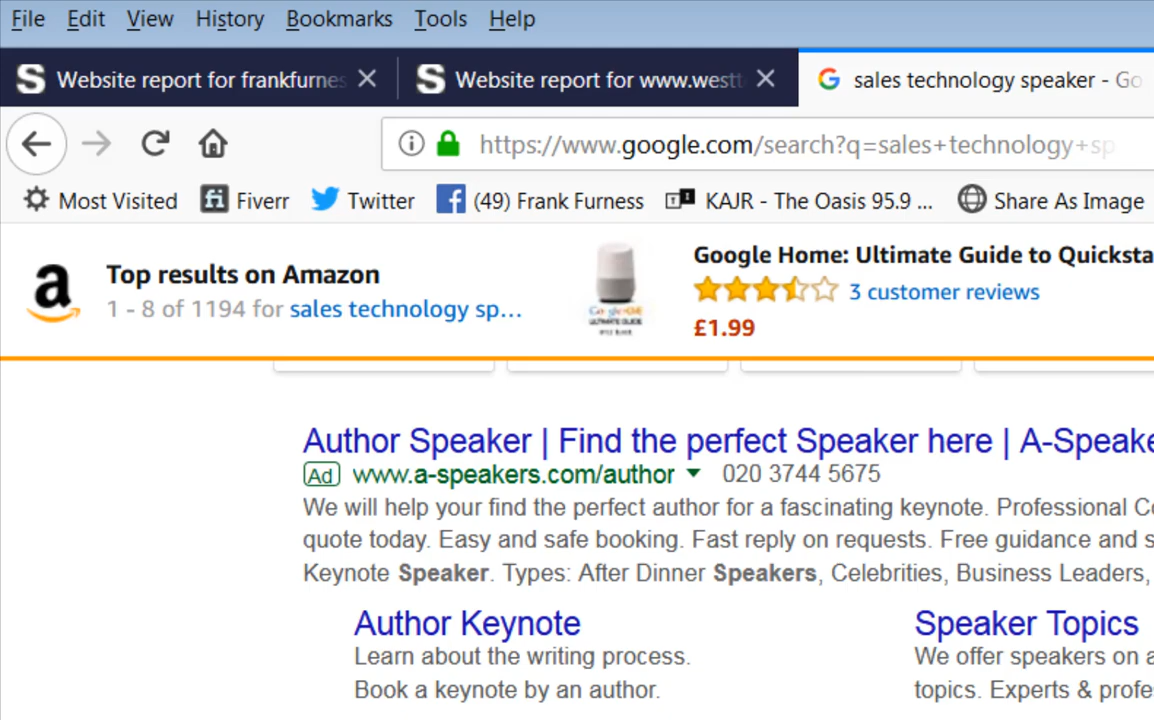 File Edit View History Bookmarks Tools Help
Website report for frankfurnes Website report for www.westt sales technology speaker - Go
https://www.google.com/search?q=sales+technology+sp
Most Visited Fiverr Twitter (49) Frank Furness KAJR - The Oasis 95.9 ... Share As Image
Top results on Amazon
1 - 8 of 1194 for sales technology sp...
Google Home: Ultimate Guide to Quicksta
3 customer reviews
£1.99
Author Speaker | Find the perfect Speaker here | A-Speake
Ad www.a-speakers.com/author 020 3744 5675
We will help your find the perfect author for a fascinating keynote. Professional Co
quote today. Easy and safe booking. Fast reply on requests. Free guidance and s
Keynote Speaker. Types: After Dinner Speakers, Celebrities, Business Leaders,
Author Keynote
Learn about the writing process.
Book a keynote by an author.
Speaker Topics
We offer speakers on a
topics. Experts & profe